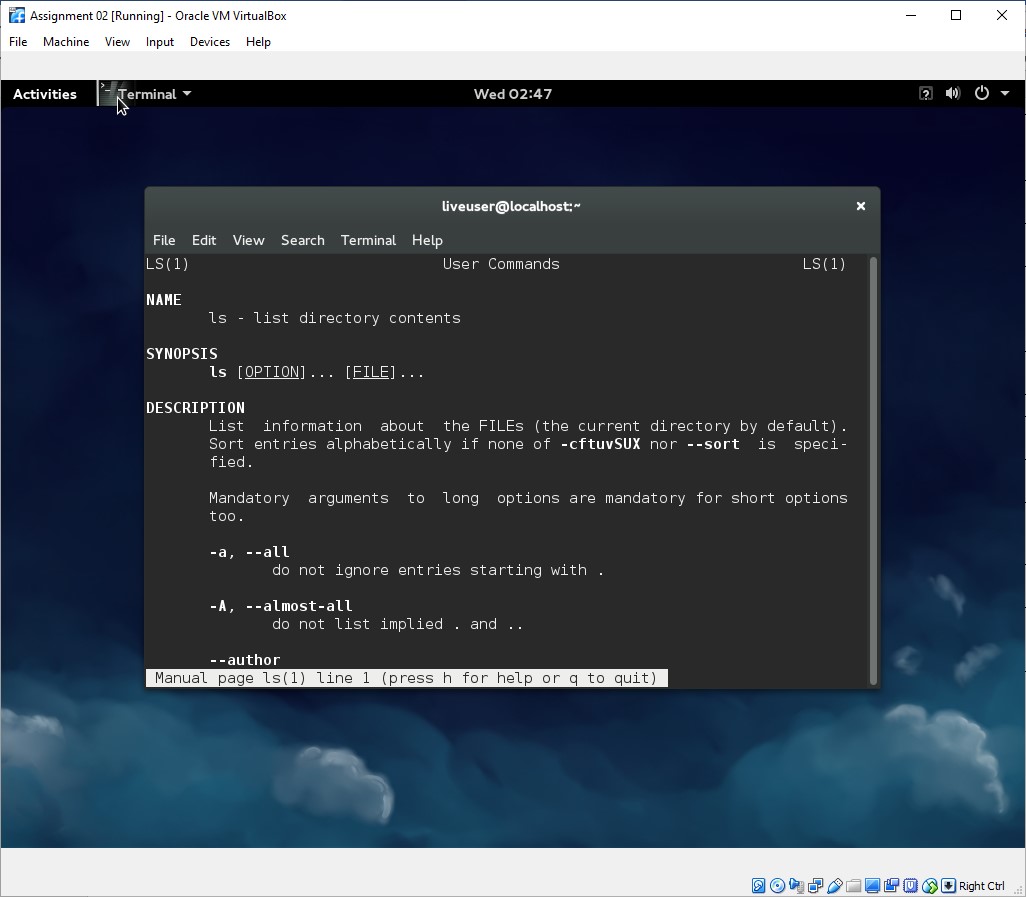 Assignment 02 [Running] - Oracle VM VirtualBox
File Machine View Input Devices Help
Activities Terminal Wed 02:47
liveuser@localhost:~
File Edit View Search Terminal Help
LS(1) User Commands LS(1)
NAME
ls - list directory contents
SYNOPSIS
ls [OPTION]... [FILE]...
DESCRIPTION
List information about the FILEs (the current directory by default).
Sort entries alphabetically if none of -cftuvSUX nor --sort is speci-
fied.
Mandatory arguments to long options are mandatory for short options
too.
-a, --all
do not ignore entries starting with .
-A, --almost-all
do not list implied . and ..
--author
Manual page ls(1) line 1 (press h for help or q to quit)
Right Ctrl